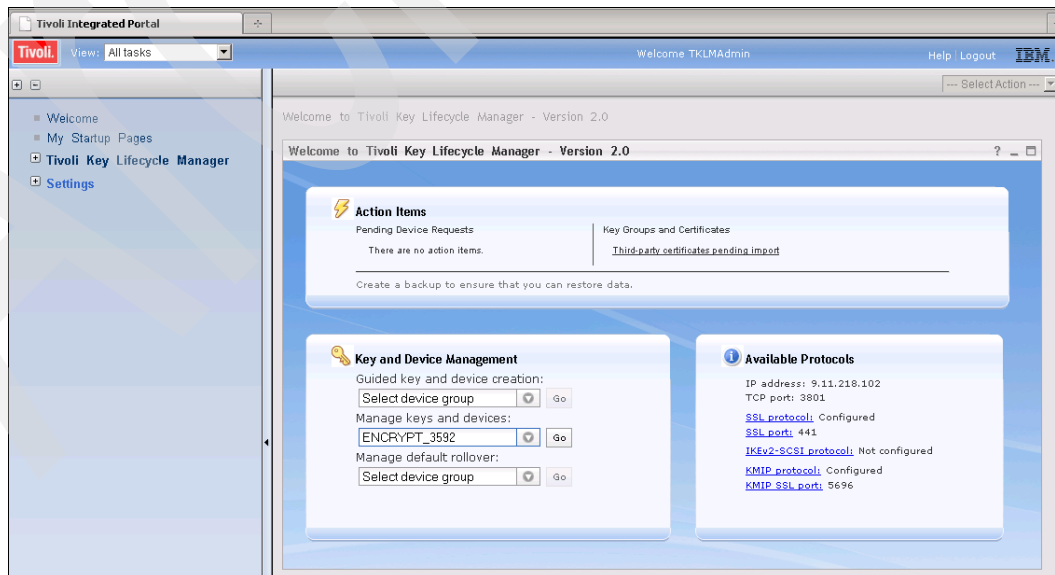 Tivoli Integrated Portal
Tivoli. View: All tasks Welcome TKLMAdmin Help Logout IBM.
--- Select Action ---
Welcome
My Startup Pages
Tivoli Key Lifecycle Manager
Settings
Welcome to Tivoli Key Lifecycle Manager - Version 2.0
Welcome to Tivoli Key Lifecycle Manager - Version 2.0
Action Items
Pending Device Requests
There are no action items.
Key Groups and Certificates
Third-party certificates pending import
Create a backup to ensure that you can restore data.
Key and Device Management
Guided key and device creation:
Select device group Go
Manage keys and devices:
ENCRYPT_3592 Go
Manage default rollover:
Select device group Go
Available Protocols
IP address: 9.11.218.102
TCP port: 3801
SSL protocol: Configured
SSL port: 441
IKEv2-SCSI protocol: Not configured
KMIP protocol: Configured
KMIP SSL port: 5696